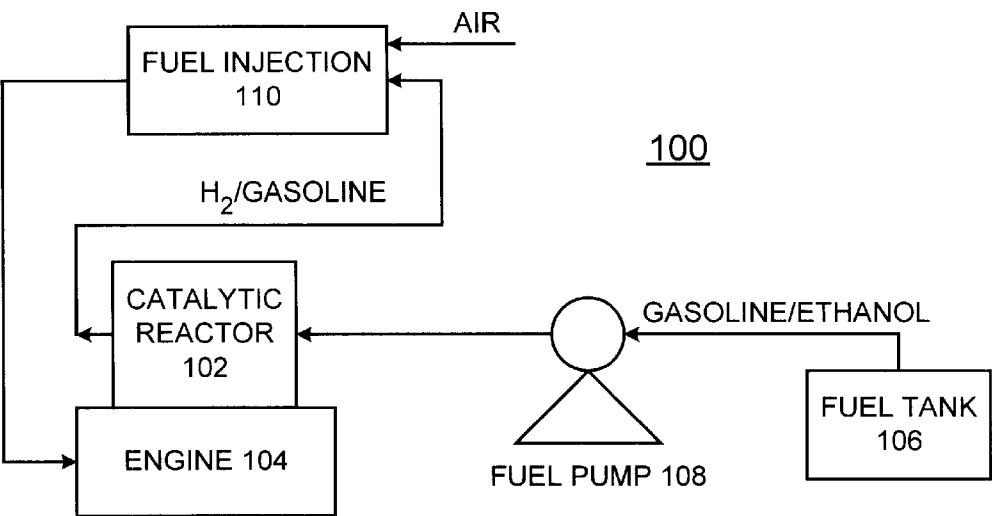 AIR
FUEL INJECTION
110
100
H2/GASOLINE
CATALYTIC
REACTOR
102
GASOLINE/ETHANOL
FUEL TANK
106
ENGINE 104
FUEL PUMP 108